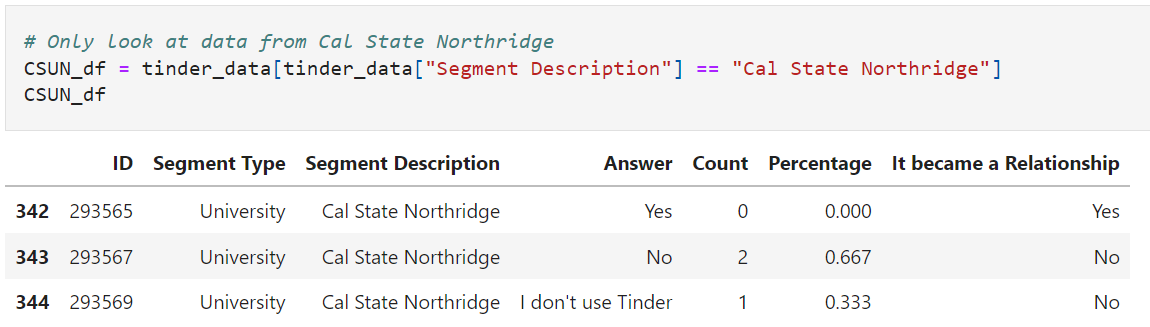 # Only look at data from Cal State Northridge
CSUN_df = tinder_data[tinder_data["Segment Description"] == "Cal State Northridge"]
CSUN_df
ID Segment Type Segment Description Answer Count Percentage It became a Relationship
342 293565 University Cal State Northridge Yes 0 0.000 Yes
343 293567 University Cal State Northridge No 2 0.667 No
344 293569 University Cal State Northridge I don't use Tinder 1 0.333 No